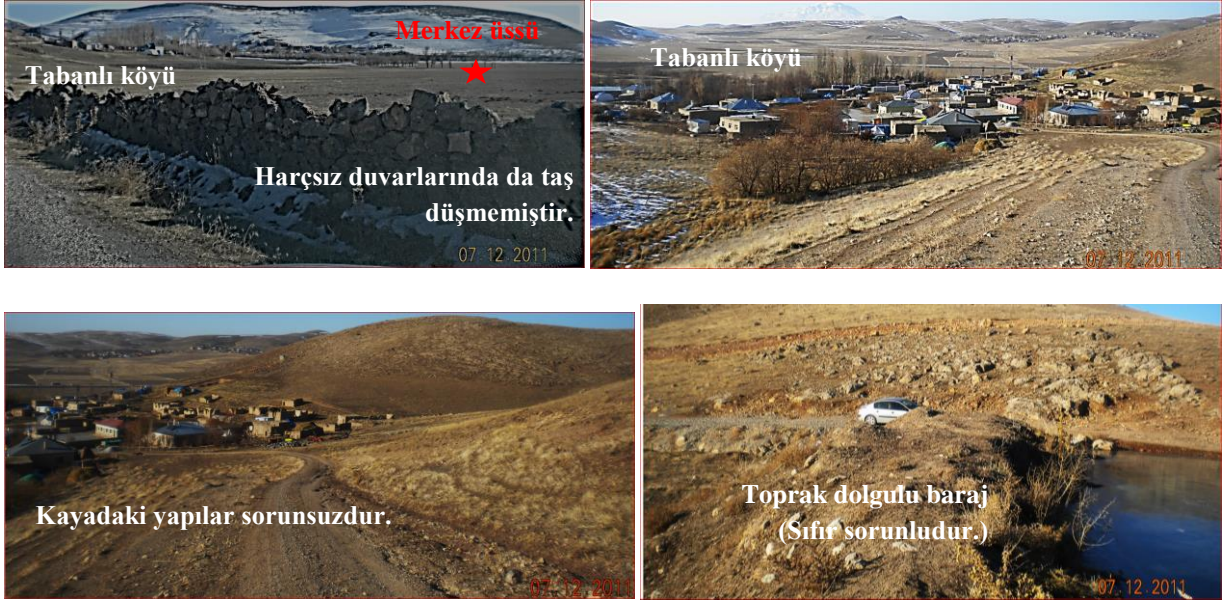 Merkez üssü
Tabanlı köyü
Harçsız duvarlarında da taş
düşmemiştir.
07 12 2011
Tabanlı köyü
07.12.2011
Kayadaki yapılar sorunsuzdur.
07.12.2011
Toprak dolgulu baraj
(Sıfır sorunludur.)
07.12.2011